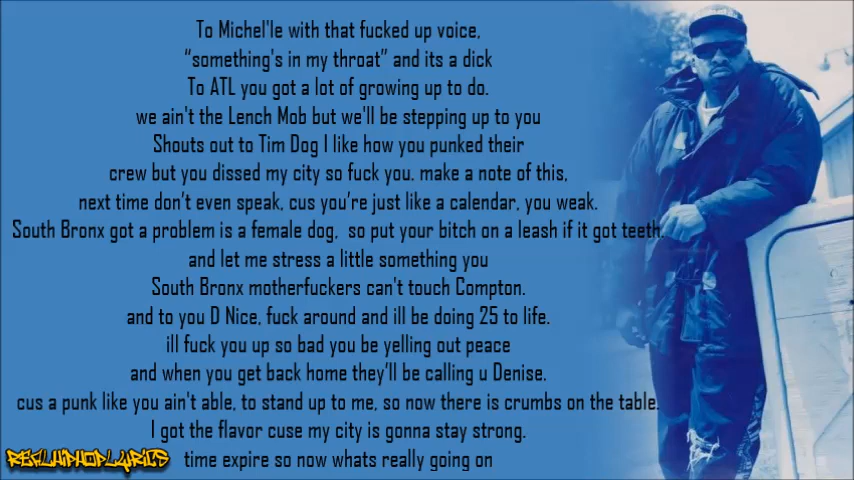 To Michel'le with that fucked up voice,
“something's in my throat” and its a dick
To ATL you got a lot of growing up to do.
we ain't the Lench Mob but we'll be stepping up to you
Shouts out to Tim Dog I like how you punked their
crew but you dissed my city so fuck you. make a note of this,
next time don't even speak, cus you’re just like a calendar, you weak.
South Bronx got a problem is a female dog,  so put your bitch on a leash if it got teeth.
and let me stress a little something you
South Bronx motherfuckers can't touch Compton.
and to you D Nice, fuck around and ill be doing 25 to life.
ill fuck you up so bad you be yelling out peace
and when you get back home they’ll be calling u Denise.
cus a punk like you ain't able, to stand up to me, so now there is crumbs on the table.
I got the flavor cuse my city is gonna stay strong.
REALHIPHOPLYRICS time expire so now whats really going on